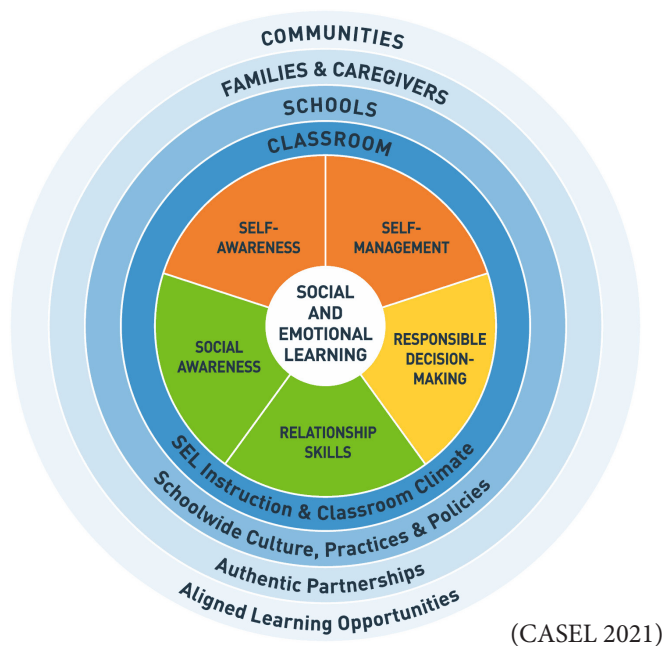 COMMUNITIES
FAMILIES & CAREGIVERS
SCHOOLS
CLASSROOM
SELF-
AWARENESS
SELF-
MANAGEMENT
SOCIAL
AND
EMOTIONAL
LEARNING
SOCIAL
AWARENESS
RESPONSIBLE
DECISION-
MAKING
RELATIONSHIP
SKILLS
SEL Instruction & Classroom Climate
Schoolwide Culture, Practices & Policies
Authentic Partnerships
Aligned Learning Opportunities
(CASEL 2021)